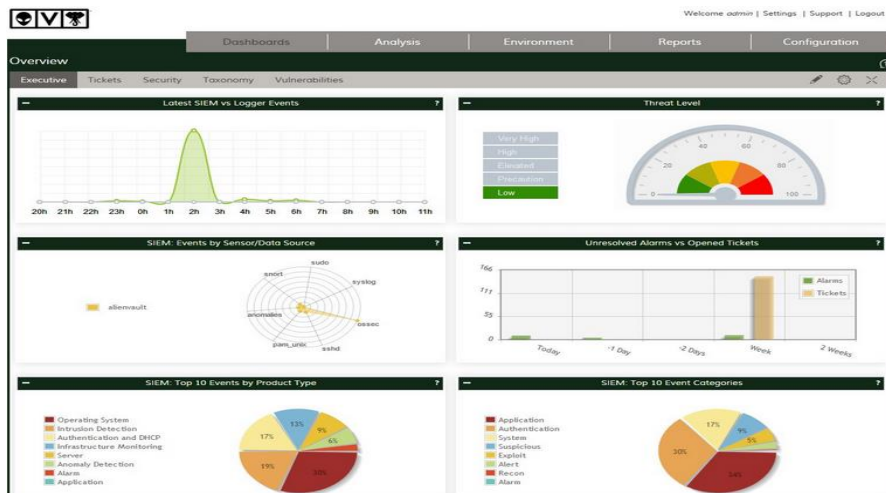 Welcome admin | Settings | Support | Logout
Dashboards Analysis Environment Reports Configuration
Overview
Executive Tickets Security Taxonomy Vulnerabilities
Latest SIEM vs Logger Events ?
20h 21h 22h 23h 0h 1h 2h 3h 4h 5h 6h 7h 8h 9h 10h 11h
Threat Level ?
Very High
High
Elevated
Precaution
Low
0 20 40 60 80 100
SIEM: Events by Sensor/Data Source ?
alienvault
sudo
snort
syslog
anomalies
ossec
pam_unix
sshd
Unresolved Alarms vs Opened Tickets ?
166
111
55
0
Alarms
Tickets
Today -1 Day -2 Days Week 2 Weeks
SIEM: Top 10 Events by Product Type ?
Operating System
Intrusion Detection
Authentication and DHCP
Infrastructure Monitoring
Server
Anomaly Detection
Alarm
Application
13%
9%
17%
6%
19%
30%
SIEM: Top 10 Event Categories ?
Application
Authentication
System
Suspicious
Exploit
Alert
Recon
Alarm
17%
9%
5%
30%
34%